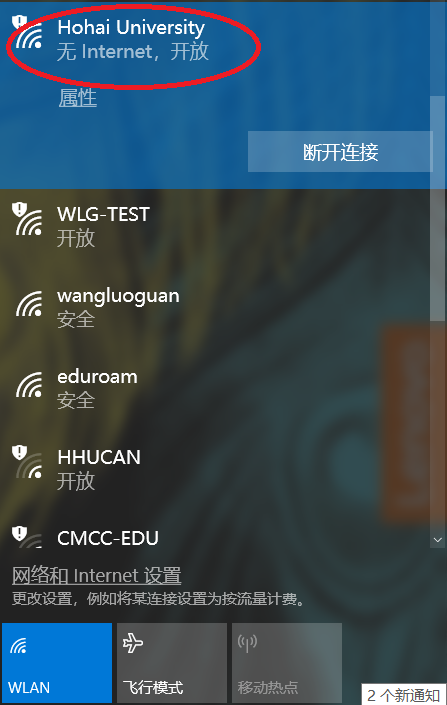 Hohai University
无 Internet，开放
属性
断开连接
WLG-TEST
开放
wangluoguan
安全
eduroam
安全
HHUCAN
开放
CMCC-EDU
网络和 Internet 设置
更改设置，例如将某连接设置为按流量计费。
WLAN
飞行模式
移动热点
2 个新通知